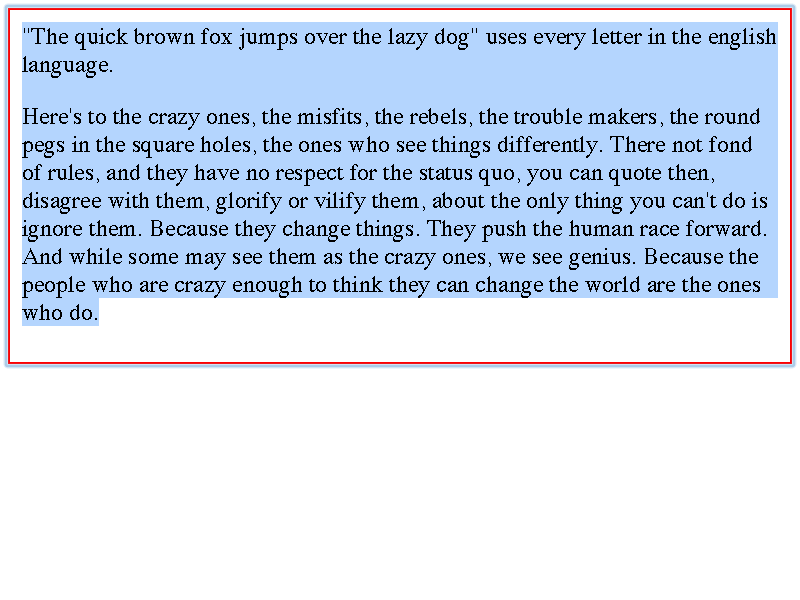 "The quick brown fox jumps over the lazy dog" uses every letter in the english
language.
Here's to the crazy ones, the misfits, the rebels, the trouble makers, the round
pegs in the square holes, the ones who see things differently. There not fond
of rules, and they have no respect for the status quo, you can quote then,
disagree with them, glorify or vilify them, about the only thing you can't do is
ignore them. Because they change things. They push the human race forward.
And while some may see them as the crazy ones, we see genius. Because the
people who are crazy enough to think they can change the world are the ones
who do.